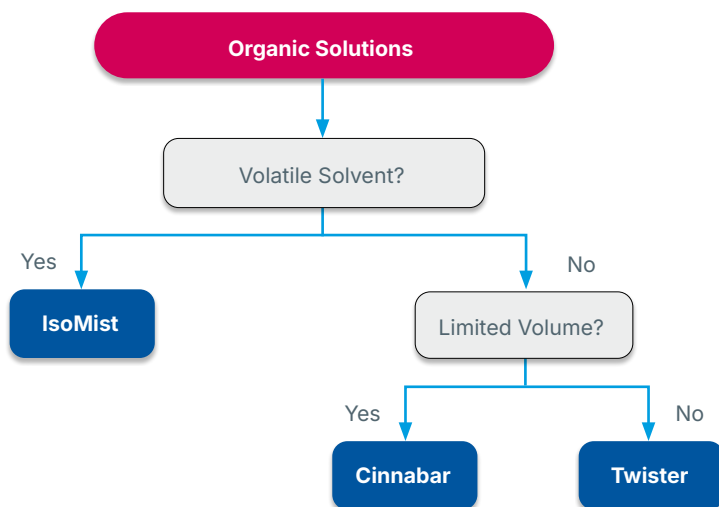 Organic Solutions
Volatile Solvent?
Yes
No
IsoMist
Limited Volume?
Yes
No
Cinnabar
Twister